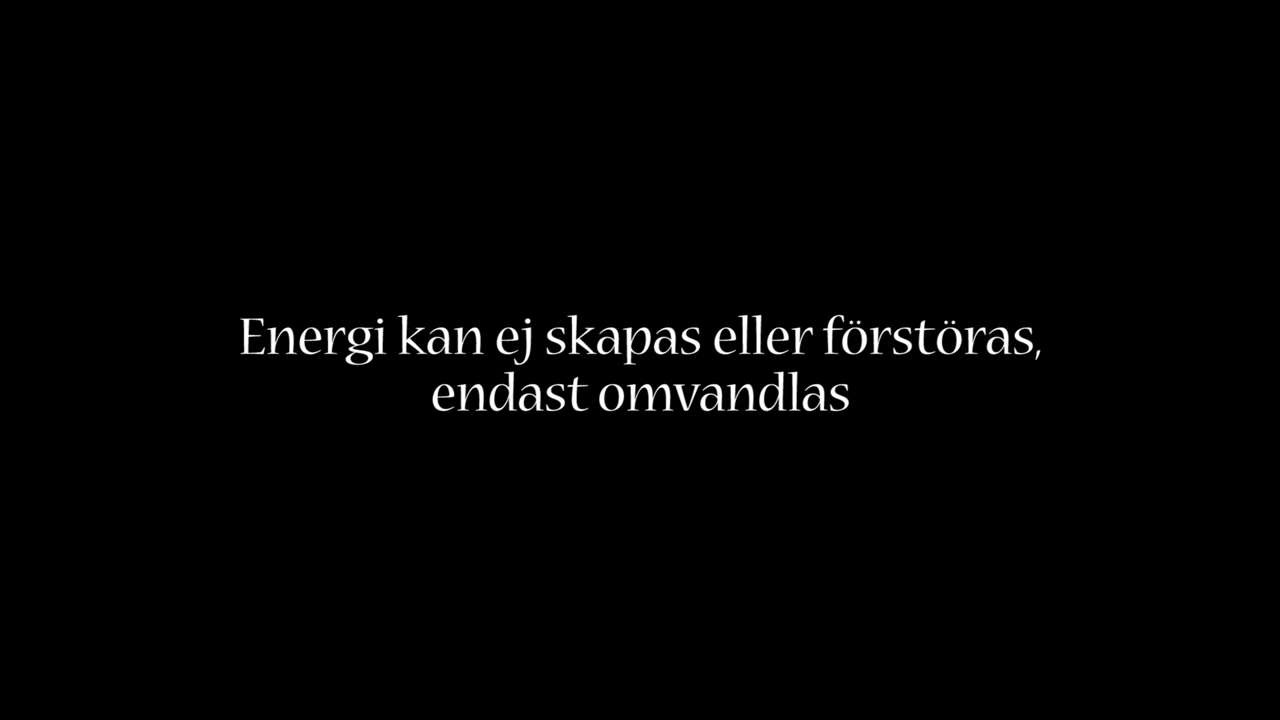 Energi kan ej skapas eller förstöras,
endast omvandlas